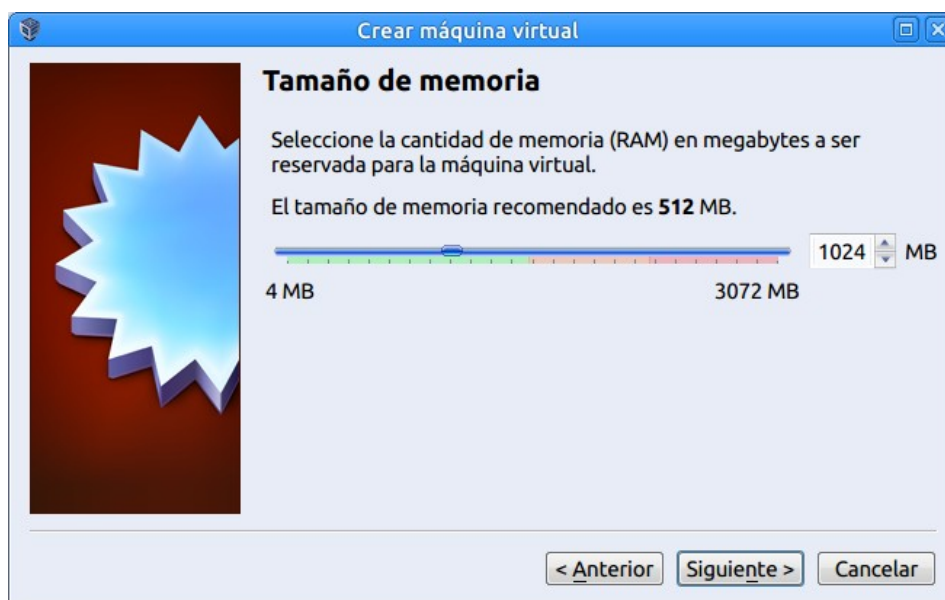 Crear máquina virtual
Tamaño de memoria
Seleccione la cantidad de memoria (RAM) en megabytes a ser
reservada para la máquina virtual.
El tamaño de memoria recomendado es 512 MB.
1024 MB
4 MB 3072 MB
< Anterior Siguiente > Cancelar